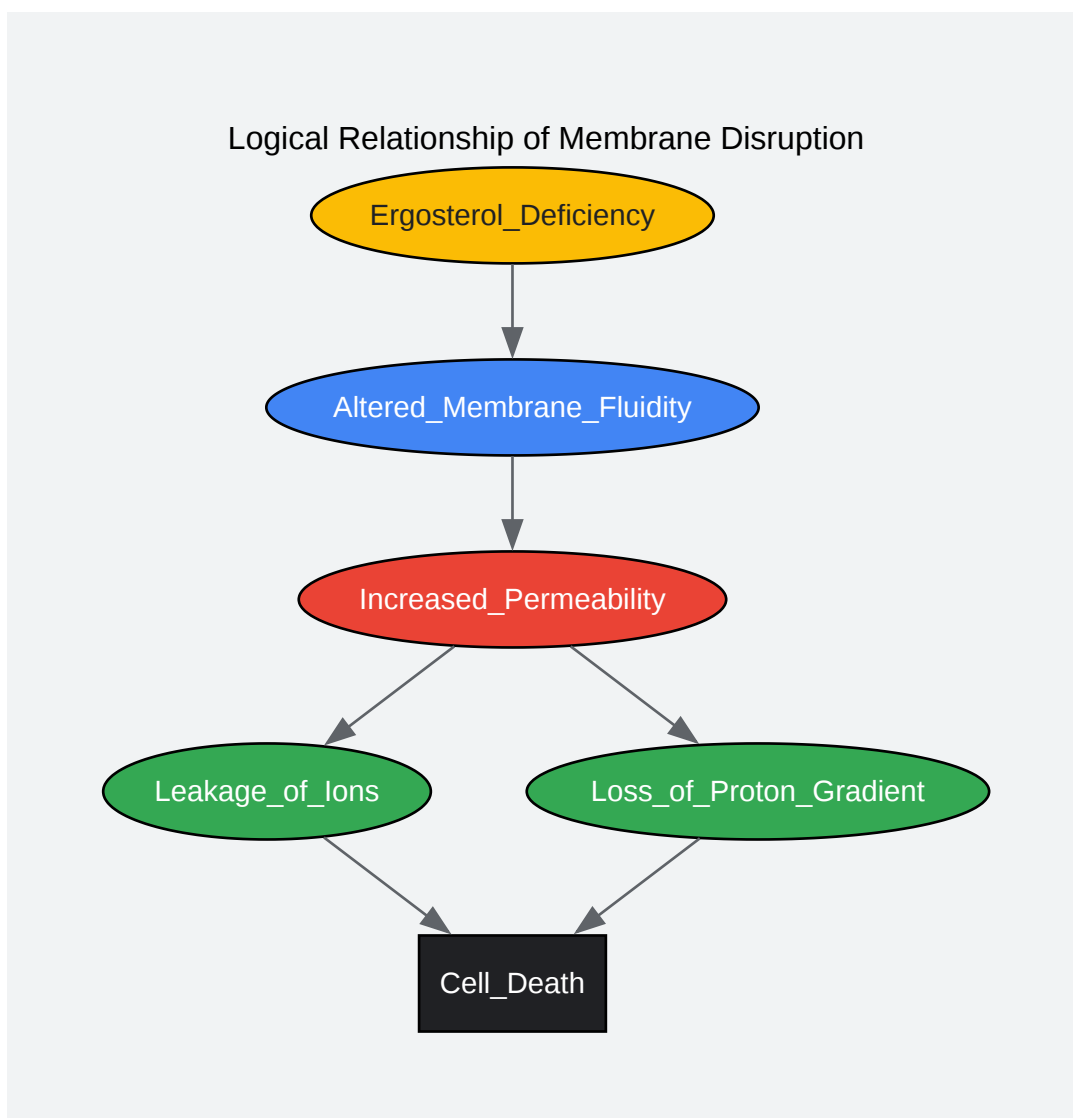 Logical Relationship of Membrane Disruption
Ergosterol_Deficiency
Altered_Membrane_Fluidity
Increased_Permeability
Leakage_of_Ions
Loss_of_Proton_Gradient
Cell_Death